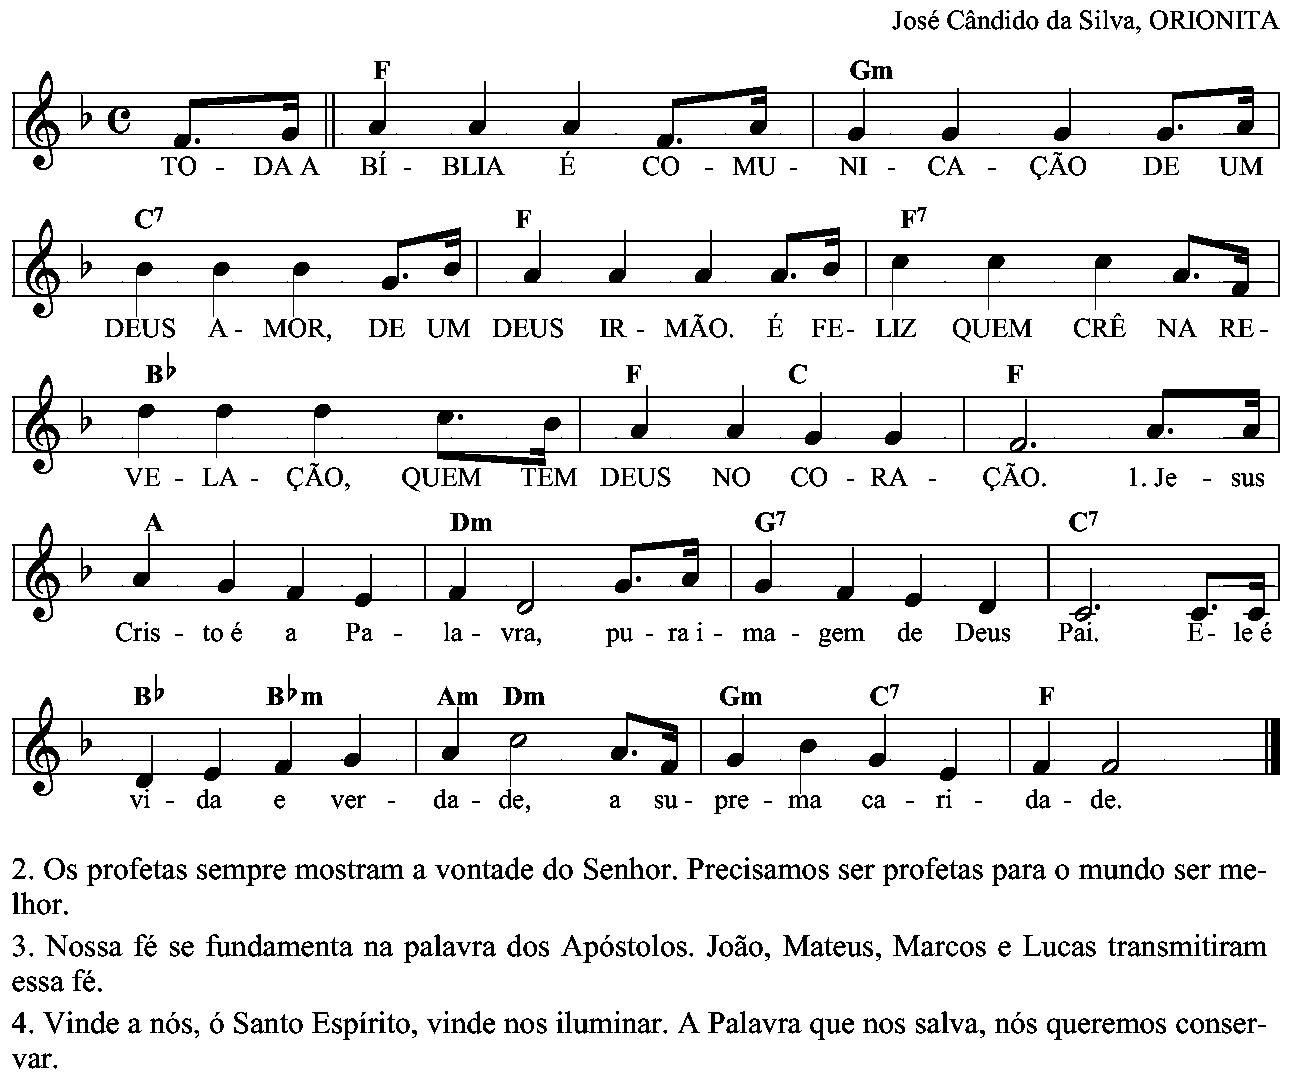 José Cândido da Silva, ORIONITA
F Gm
TO - DA A BÍ - BLIA É CO - MU - NI - CA - ÇÃO DE UM
C7 F F7
DEUS A - MOR, DE UM DEUS IR - MÃO. É FE - LIZ QUEM CRÊ NA RE -
B♭ F C F
VE - LA - ÇÃO, QUEM TEM DEUS NO CO - RA - ÇÃO. 1. Je - sus
A Dm G7 C7
Cris - to é a Pa - la - vra, pu - ra i - ma - gem de Deus Pai. E - le é
B♭ B♭m Am Dm Gm C7 F
vi - da e ver - da - de, a su - pre - ma ca - ri - da - de.
2. Os profetas sempre mostram a vontade do Senhor. Precisamos ser profetas para o mundo ser me-
lhor.
3. Nossa fé se fundamenta na palavra dos Apóstolos. João, Mateus, Marcos e Lucas transmitiram
essa fé.
4. Vinde a nós, ó Santo Espírito, vinde nos iluminar. A Palavra que nos salva, nós queremos conser-
var.